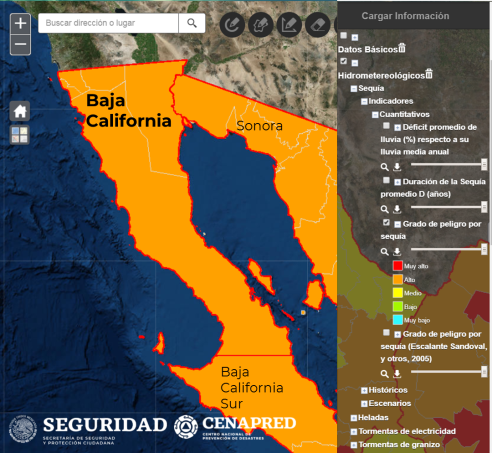 +
Buscar dirección o lugar
−
Baja
California
Sonora
Baja
California
Sur
SEGURIDAD
SECRETARÍA DE SEGURIDAD
Y PROTECCIÓN CIUDADANA
CENAPRED
CENTRO NACIONAL DE
PREVENCIÓN DE DESASTRES
Cargar Información
Datos Básicos
Hidrometereológicos
Sequía
Indicadores
Cuantitativos
Déficit promedio de
lluvia (%) respecto a su
lluvia media anual
Duración de la Sequía
promedio D (años)
Grado de peligro por
sequía
Muy alto
Alto
Medio
Bajo
Muy bajo
Grado de peligro por
sequía (Escalante Sandoval,
y otros, 2005)
Históricos
Escenarios
Heladas
Tormentas de electricidad
Tormentas de granizo